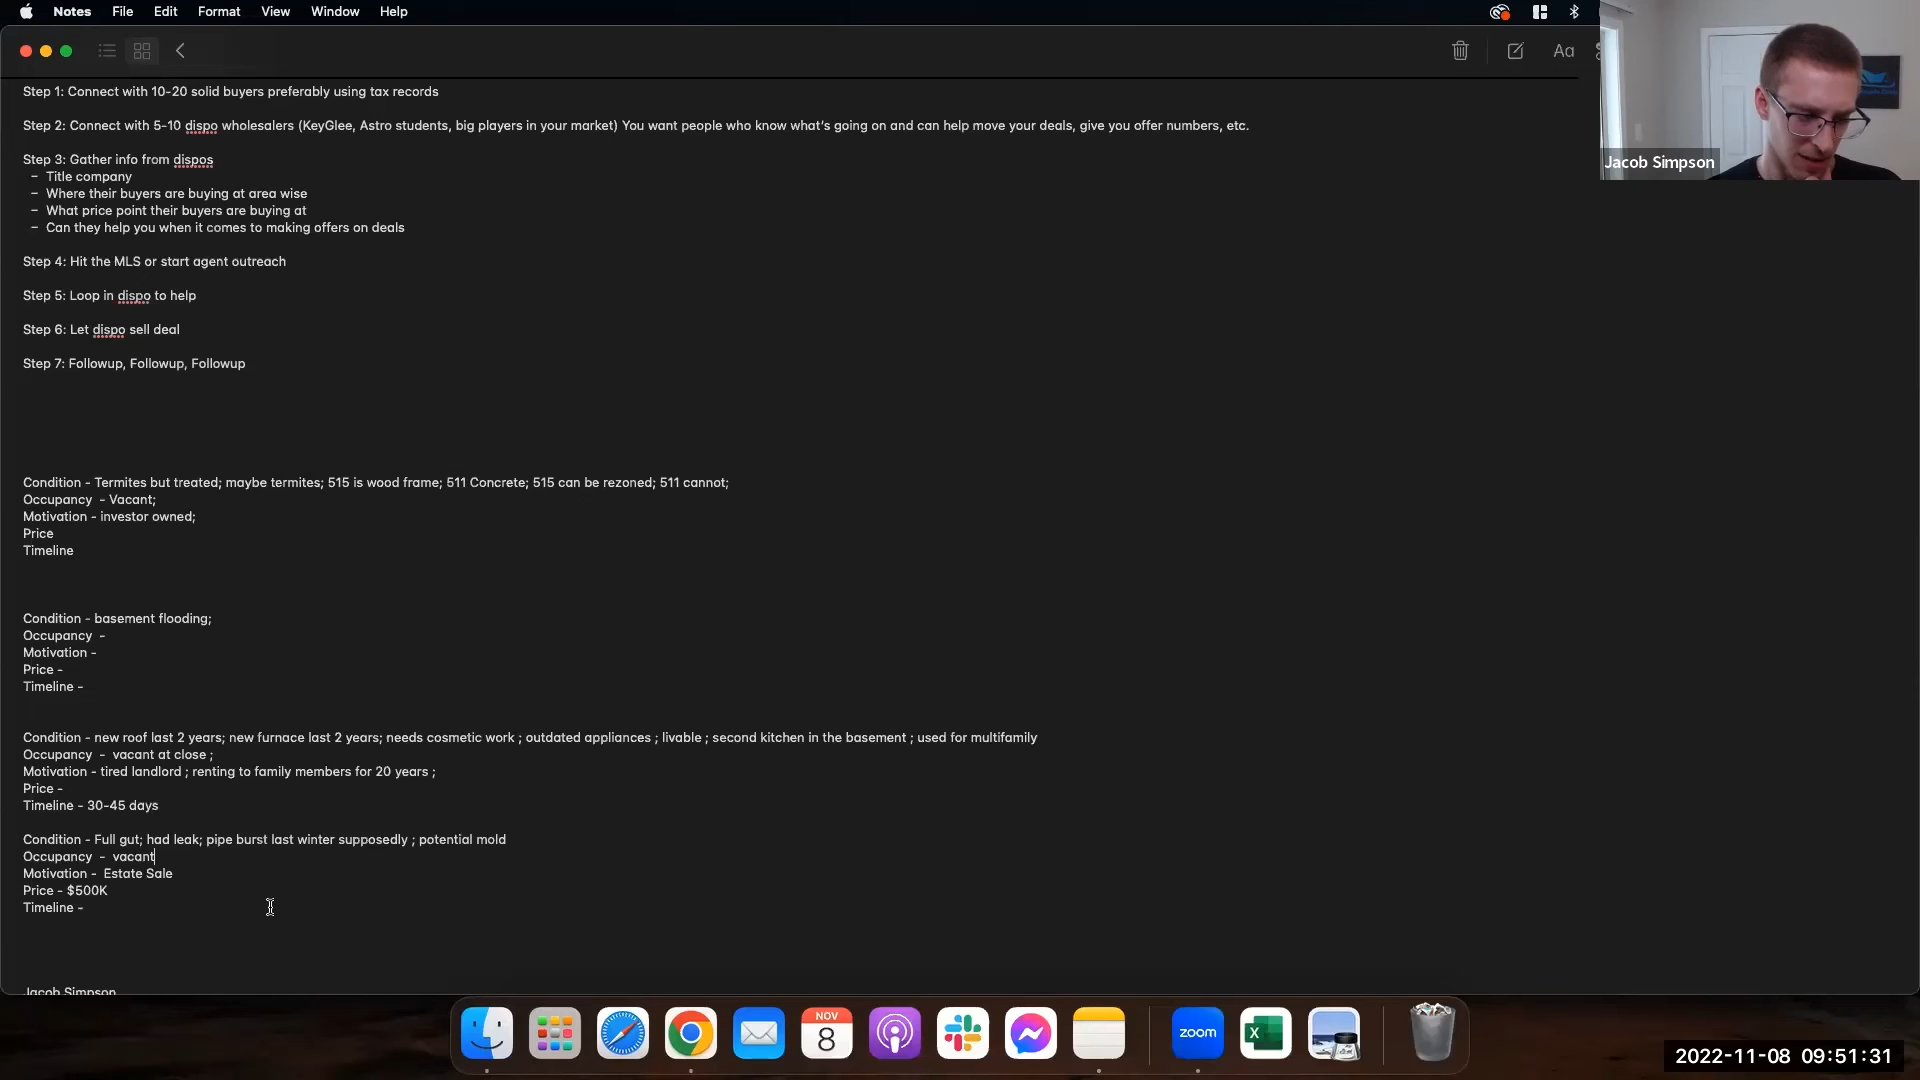 Notes File Edit Format View Window Help
Aa
Jacob Simpson
Step 1: Connect with 10-20 solid buyers preferably using tax records
Step 2: Connect with 5-10 dispo wholesalers (KeyGlee, Astro students, big players in your market) You want people who know what's going on and can help move your deals, give you offer numbers, etc.
Step 3: Gather info from dispos
- Title company
- Where their buyers are buying at area wise
- What price point their buyers are buying at
- Can they help you when it comes to making offers on deals
Step 4: Hit the MLS or start agent outreach
Step 5: Loop in dispo to help
Step 6: Let dispo sell deal
Step 7: Followup, Followup, Followup
Condition - Termites but treated; maybe termites; 515 is wood frame; 511 Concrete; 515 can be rezoned; 511 cannot;
Occupancy - Vacant;
Motivation - investor owned;
Price
Timeline
Condition - basement flooding;
Occupancy -
Motivation -
Price -
Timeline -
Condition - new roof last 2 years; new furnace last 2 years; needs cosmetic work ; outdated appliances ; livable ; second kitchen in the basement ; used for multifamily
Occupancy - vacant at close ;
Motivation - tired landlord ; renting to family members for 20 years ;
Price -
Timeline - 30-45 days
Condition - Full gut; had leak; pipe burst last winter supposedly ; potential mold
Occupancy - vacant
Motivation - Estate Sale
Price - $500K
Timeline -
Jacob Simpson
NOV
8
zoom
X
2022-11-08 09:51:31